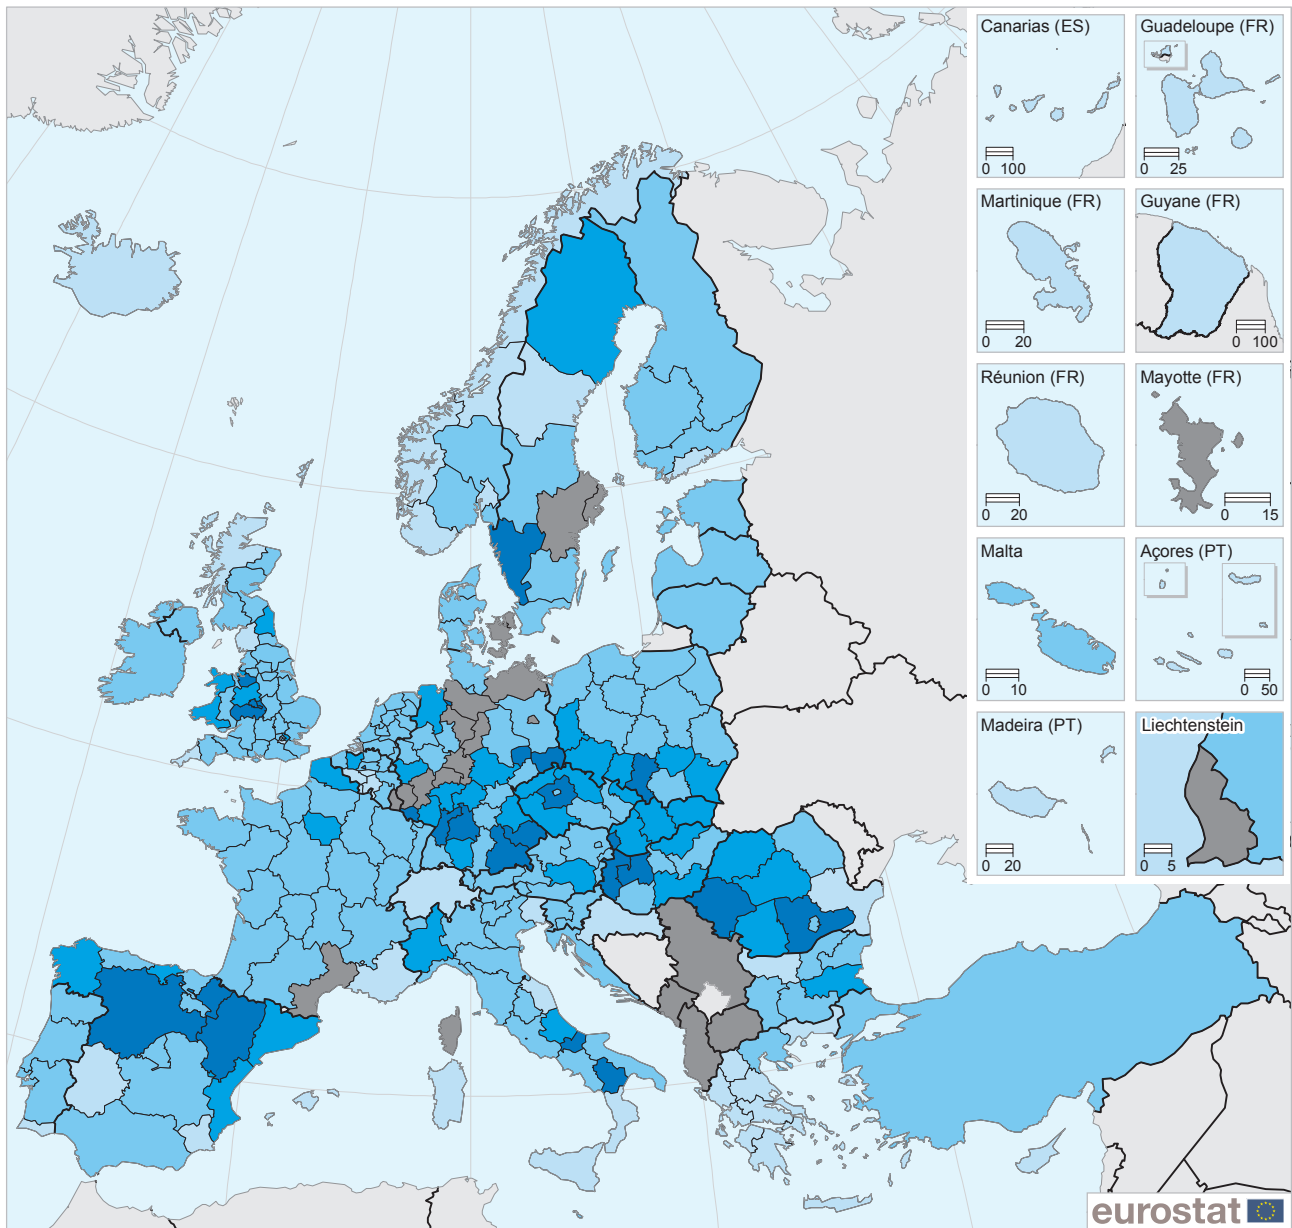 Canarias (ES)
0 100
Guadeloupe (FR)
0 25
Martinique (FR)
0 20
Guyane (FR)
0 100
Réunion (FR)
0 20
Mayotte (FR)
0 15
Malta
0 10
Açores (PT)
0 50
Madeira (PT)
0 20
Liechtenstein
0 5
eurostat